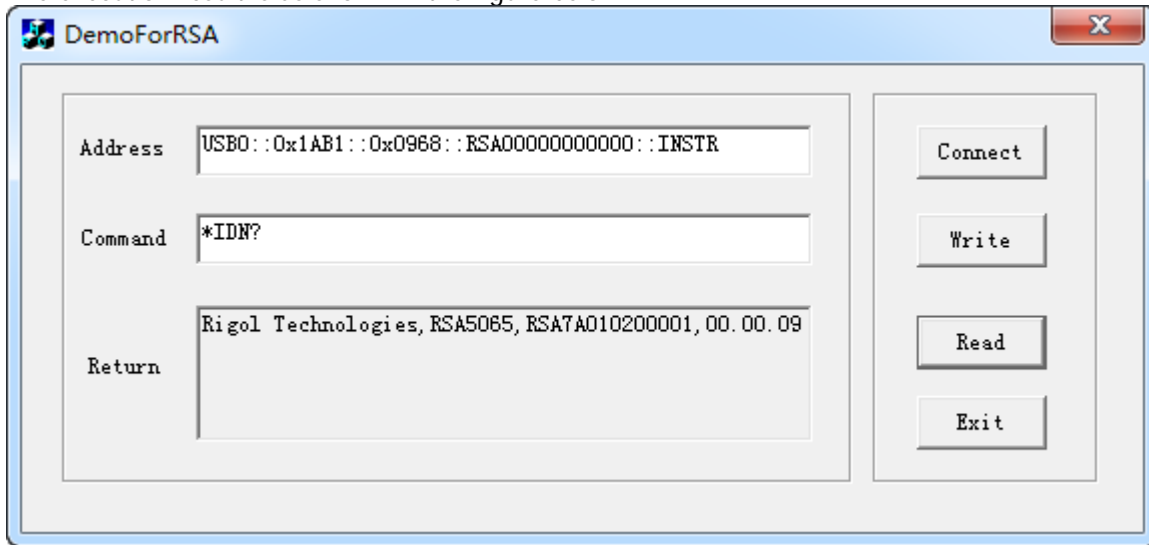 DemoForRSA
Address
USB0::0x1AB1::0x0968::RSA00000000000::INSTR
Connect
Command
*IDN?
Write
Return
Rigol Technologies,RSA5065,RSA7A010200001,00.00.09
Read
Exit